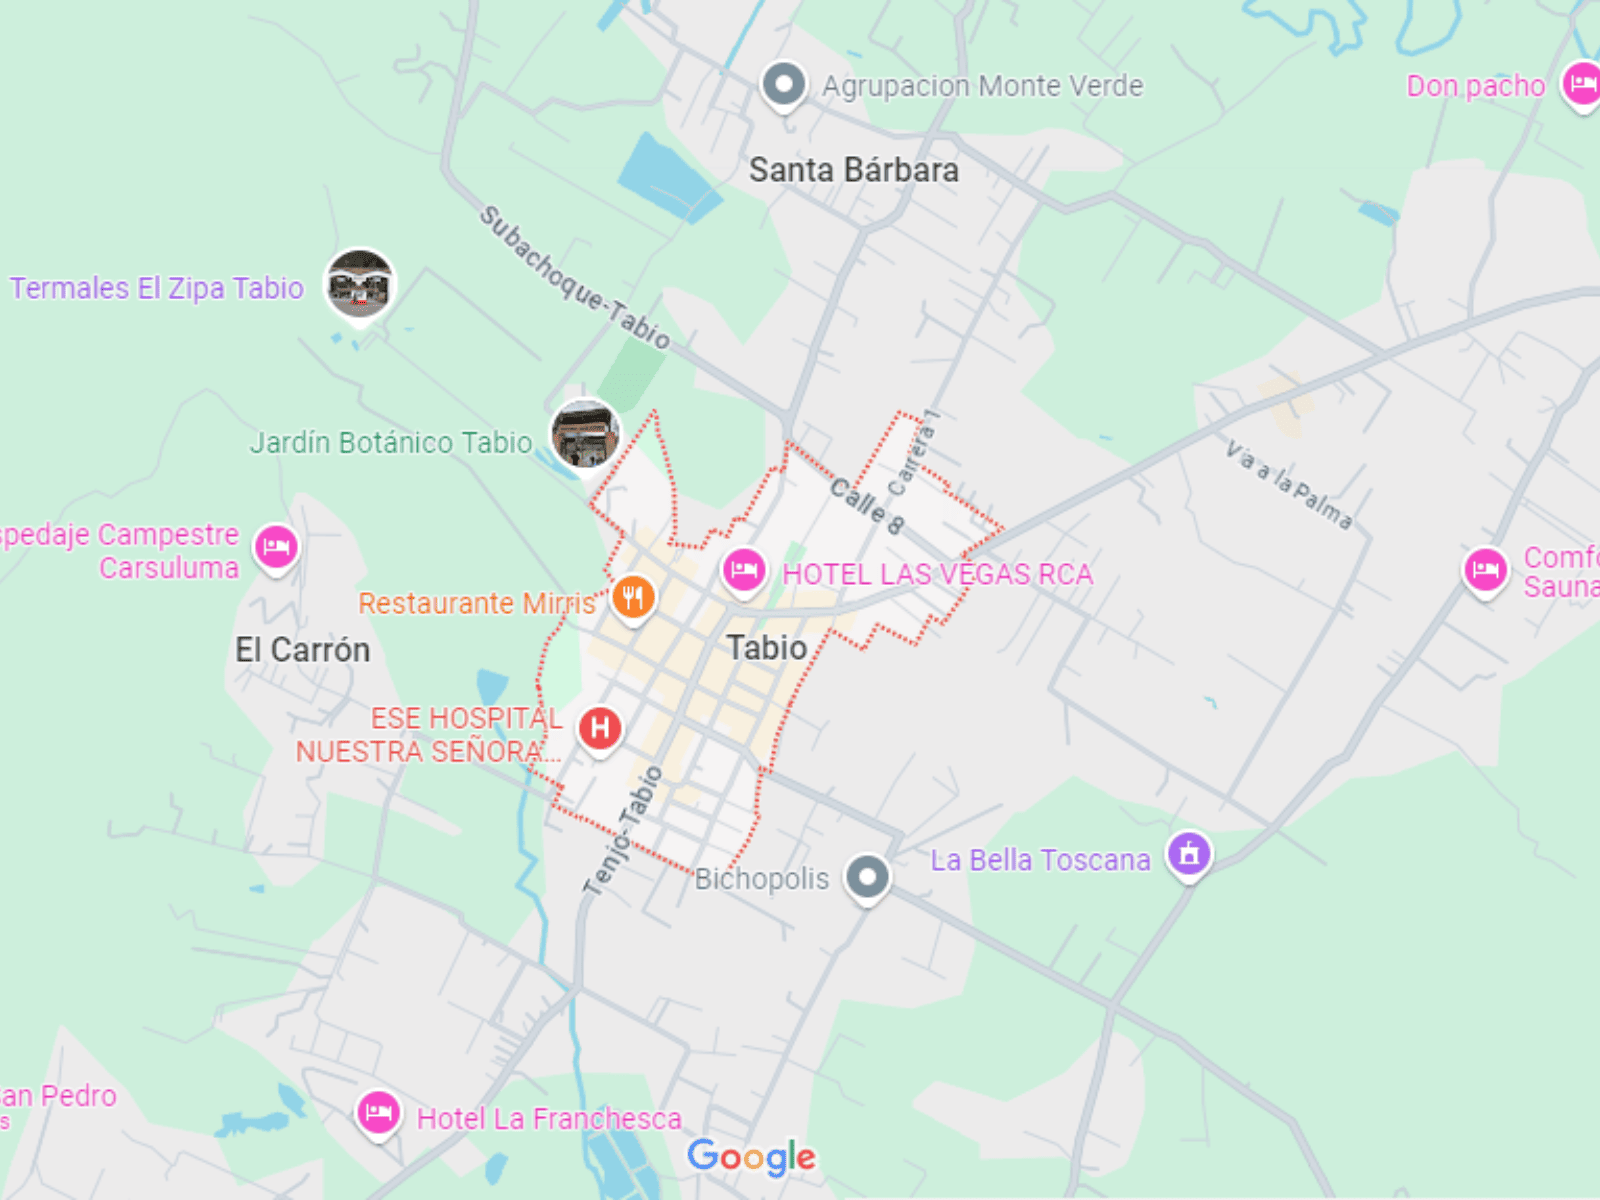 Agrupacion Monte Verde
Don pacho
Santa Bárbara
Subachoque-Tabio
Termales El Zipa Tabio
Jardín Botánico Tabio
Carrera 1
Calle 8
Via a la Palma
spedaje Campestre
Carsuluma
HOTEL LAS VEGAS RCA
Comfo
Sauna
Restaurante Mirris
El Carrón
Tabio
ESE HOSPITAL
NUESTRA SEÑORA...
Tenjo-Tabio
Bichopolis
La Bella Toscana
an Pedro
s
Hotel La Franchesca
Google